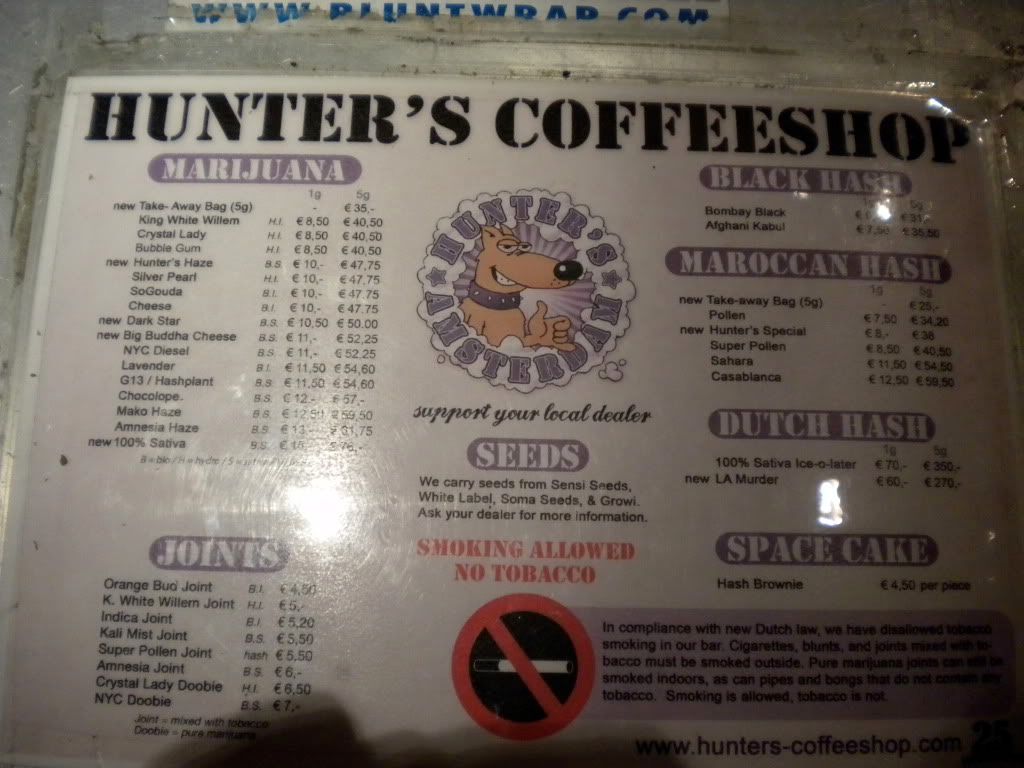 WWW.BLUNTWRAP.COM
HUNTER'S COFFEESHOP
MARIJUANA
1g 5g
new Take- Away Bag (5g) - € 35,-
King White Willem H.I. € 8,50 € 40,50
Crystal Lady H.I. € 8,50 € 40,50
Bubble Gum H.I. € 8,50 € 40,50
new Hunter's Haze B.S. € 10,- € 47,75
Silver Pearl H.I. € 10,- € 47,75
SoGouda B.I. € 10,- € 47,75
Cheese B.I. € 10,- € 47.75
new Dark Star B.S. € 10,50 € 50.00
new Big Buddha Cheese B.S. € 11,- € 52,25
NYC Diesel B.S. € 11,- € 52,25
Lavender B.I. € 11,50 € 54,60
G13 / Hashplant B.S. € 11,50 € 54,60
Chocolope. B.S. € 12,- € 57,-
Mako Haze B.S. € 12,50 € 59,50
Amnesia Haze B.S. € 13,-
new 100% Sativa B.S.
B = bio / H = hydro / S =
JOINTS
Orange Bud Joint B.I. € 4,50
K. White Willem Joint H.I. € 5,-
Indica Joint B.I. € 5,20
Kali Mist Joint B.S. € 5,50
Super Pollen Joint hash € 5,50
Amnesia Joint B.S. € 6,-
Crystal Lady Doobie H.I. € 6,50
NYC Doobie B.S. € 7,-
Joint = mixed with tobacco
Doobie = pure marijuana
HUNTER'S
AMSTERDAM
support your local dealer
SEEDS
We carry seeds from Sensi Seeds,
White Label, Soma Seeds, & Growi.
Ask your dealer for more information.
SMOKING ALLOWED
NO TOBACCO
BLACK HASH
1g 5g
Bombay Black €
Afghani Kabul € 7,50 € 35,50
MAROCCAN HASH
1g 5g
new Take-away Bag (5g) - € 25,-
Pollen € 7,50 € 34,20
new Hunter's Special € 8,- € 38
Super Pollen € 8,50 € 40,50
Sahara € 11,50 € 54,50
Casablanca € 12,50 € 59,50
DUTCH HASH
1g 5g
100% Sativa Ice-o-later € 70,- € 350,-
new LA Murder € 60,- € 270,-
SPACE CAKE
Hash Brownie € 4,50 per piece
In compliance with new Dutch law, we have disallowed tobacco
smoking in our bar. Cigarettes, blunts, and joints mixed with to-
bacco must be smoked outside. Pure marijuana joints can still be
smoked indoors, as can pipes and bongs that do not contain any
tobacco. Smoking is allowed, tobacco is not.
www.hunters-coffeeshop.com 25